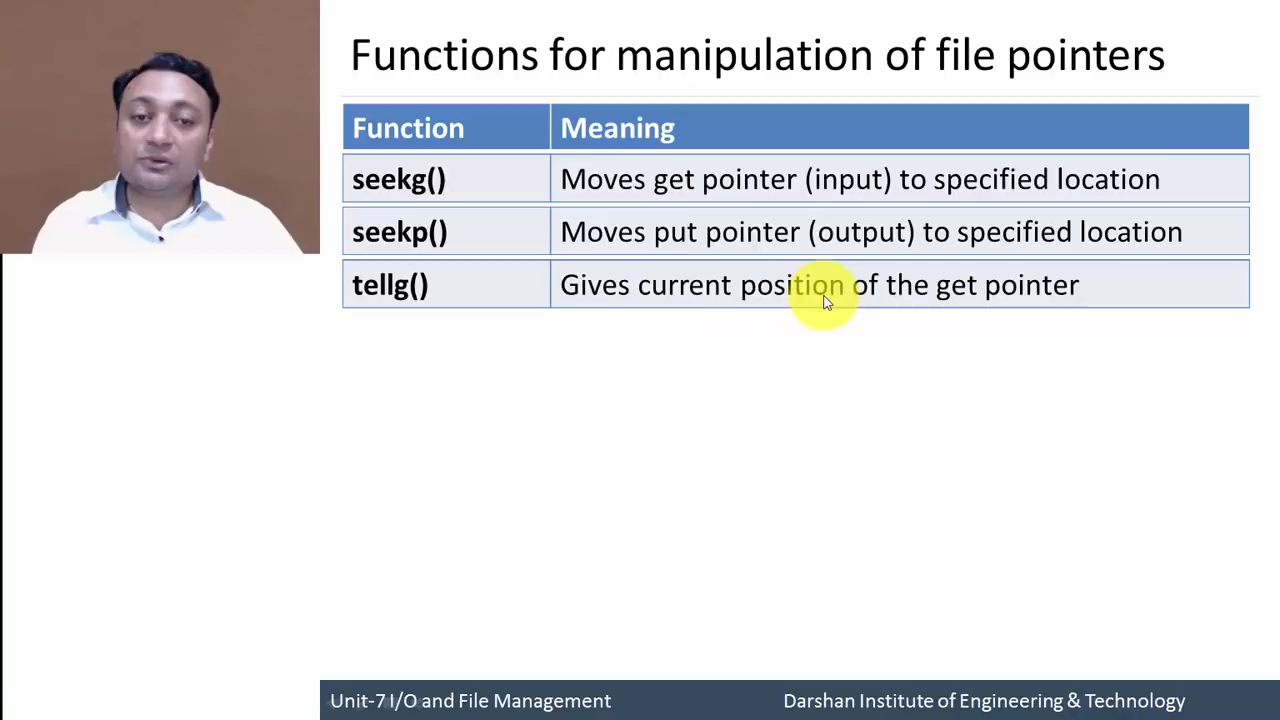 Functions for manipulation of file pointers
Function Meaning
seekg() Moves get pointer (input) to specified location
seekp() Moves put pointer (output) to specified location
tellg() Gives current position of the get pointer
Unit-7 I/O and File Management Darshan Institute of Engineering & Technology